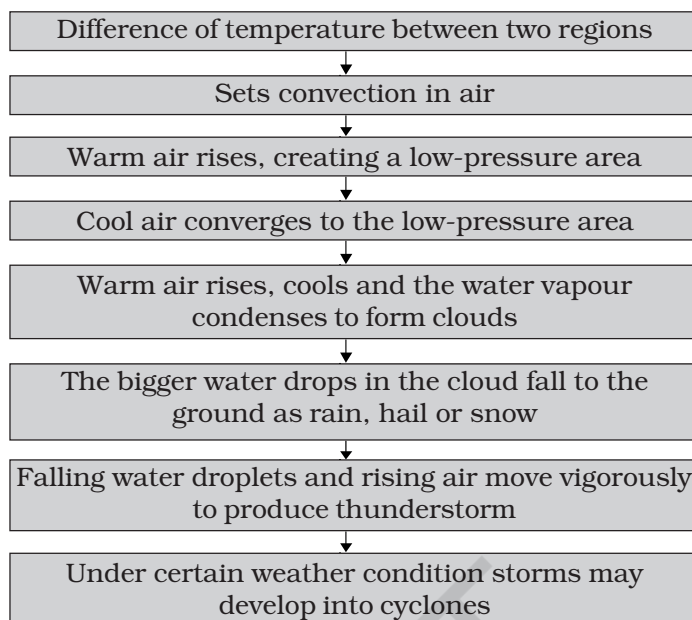 Difference of temperature between two regions
Sets convection in air
Warm air rises, creating a low-pressure area
Cool air converges to the low-pressure area
Warm air rises, cools and the water vapour
condenses to form clouds
The bigger water drops in the cloud fall to the
ground as rain, hail or snow
Falling water droplets and rising air move vigorously
to produce thunderstorm
Under certain weather condition storms may
develop into cyclones